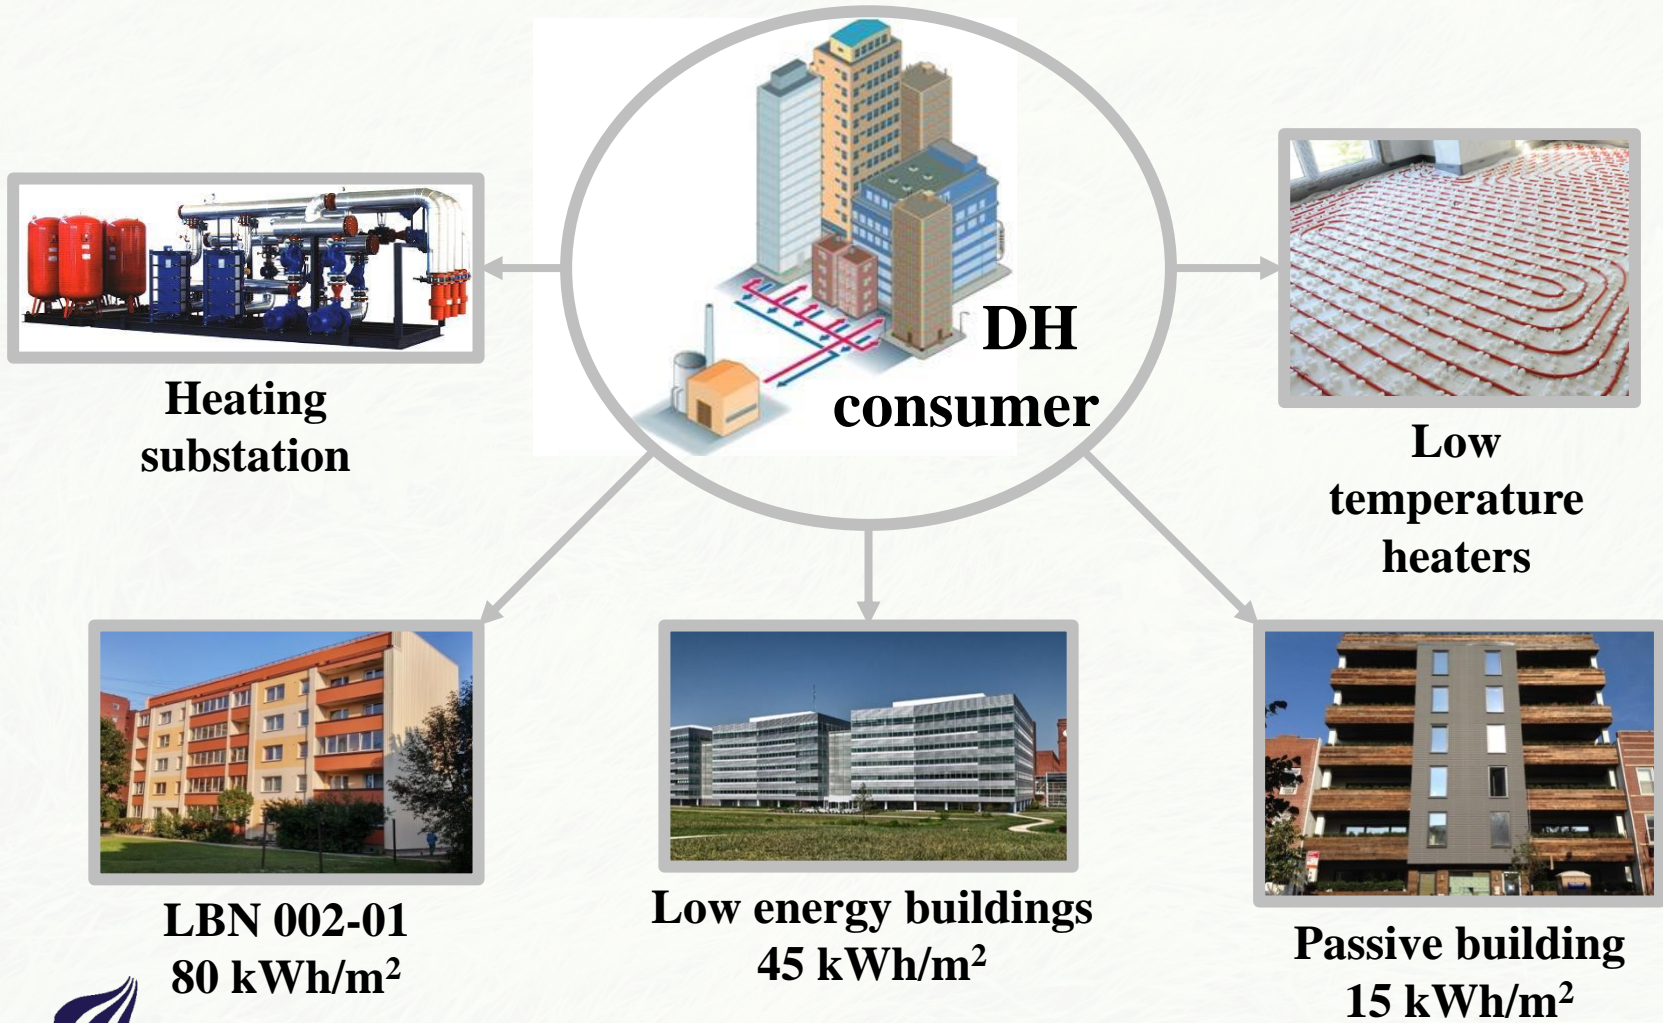 DH
consumer
Heating
substation
Low
temperature
heaters
LBN 002-01
80 kWh/m²
Low energy buildings
45 kWh/m²
Passive building
15 kWh/m²